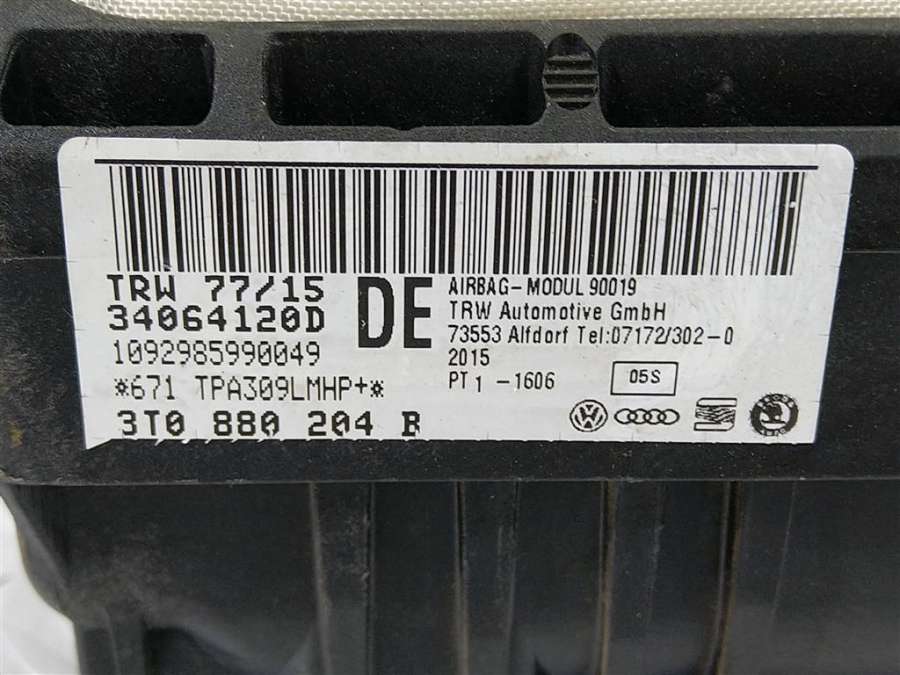 TRW 77/15
34064120D
DE
1092985990049
*671 TPA309LMHP+*
3T0 880 204 B
AIRBAG-MODUL 90019
TRW Automotive GmbH
73553 Alfdorf Tel:07172/302-0
2015
PT 1 -1606
05S